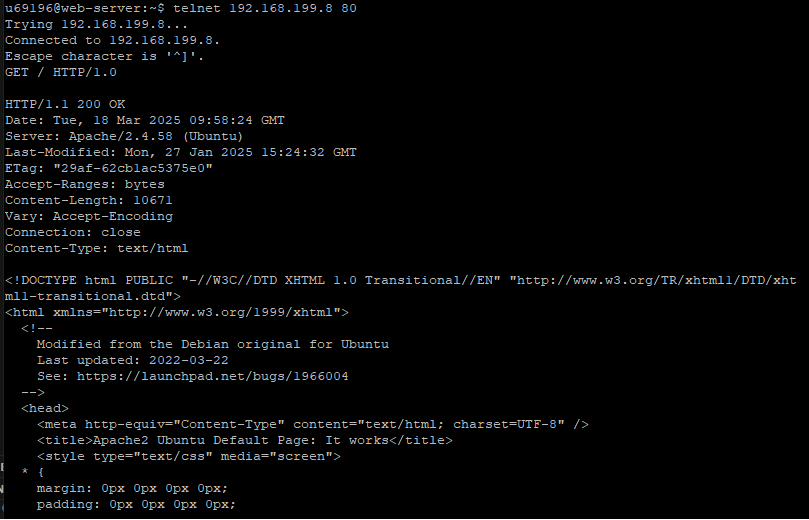 u69196@web-server:~$ telnet 192.168.199.8 80
Trying 192.168.199.8...
Connected to 192.168.199.8.
Escape character is '^]'.
GET / HTTP/1.0

HTTP/1.1 200 OK
Date: Tue, 18 Mar 2025 09:58:24 GMT
Server: Apache/2.4.58 (Ubuntu)
Last-Modified: Mon, 27 Jan 2025 15:24:32 GMT
ETag: "29af-62cb1ac5375e0"
Accept-Ranges: bytes
Content-Length: 10671
Vary: Accept-Encoding
Connection: close
Content-Type: text/html

<!DOCTYPE html PUBLIC "-//W3C//DTD XHTML 1.0 Transitional//EN" "http://www.w3.org/TR/xhtml1/DTD/xht
ml1-transitional.dtd">
<html xmlns="http://www.w3.org/1999/xhtml">
  <!--
    Modified from the Debian original for Ubuntu
    Last updated: 2022-03-22
    See: https://launchpad.net/bugs/1966004
  -->
  <head>
    <meta http-equiv="Content-Type" content="text/html; charset=UTF-8" />
    <title>Apache2 Ubuntu Default Page: It works</title>
    <style type="text/css" media="screen">
  * {
    margin: 0px 0px 0px 0px;
    padding: 0px 0px 0px 0px;